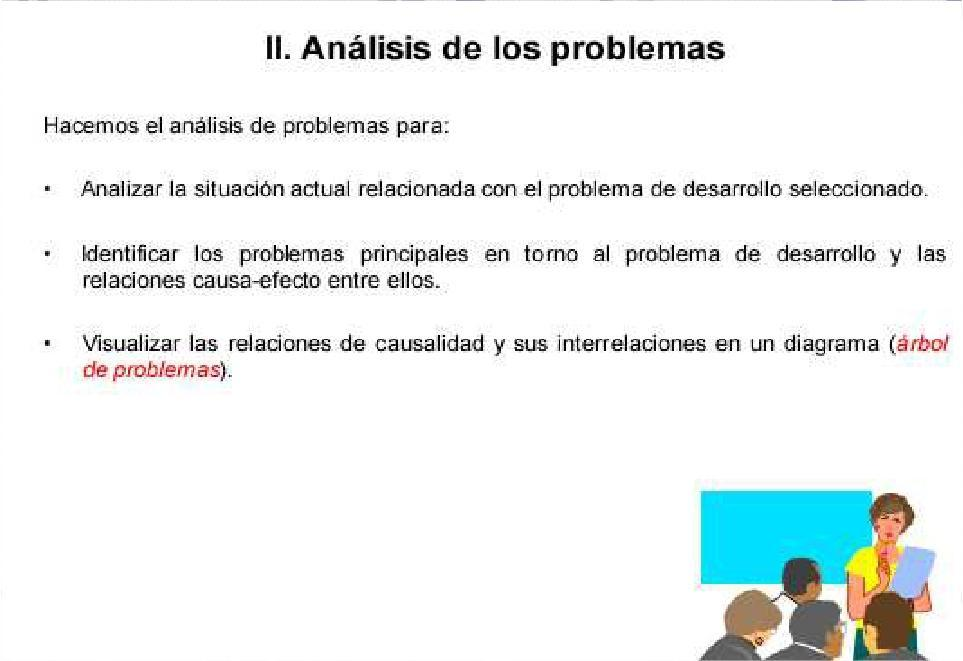 II. Análisis de los problemas
Hacemos el análisis de problemas para:
• Analizar la situación actual relacionada con el problema de desarrollo seleccionado.
• Identificar los problemas principales en torno al problema de desarrollo y las
relaciones causa-efecto entre ellos.
• Visualizar las relaciones de causalidad y sus interrelaciones en un diagrama (árbol
de problemas).